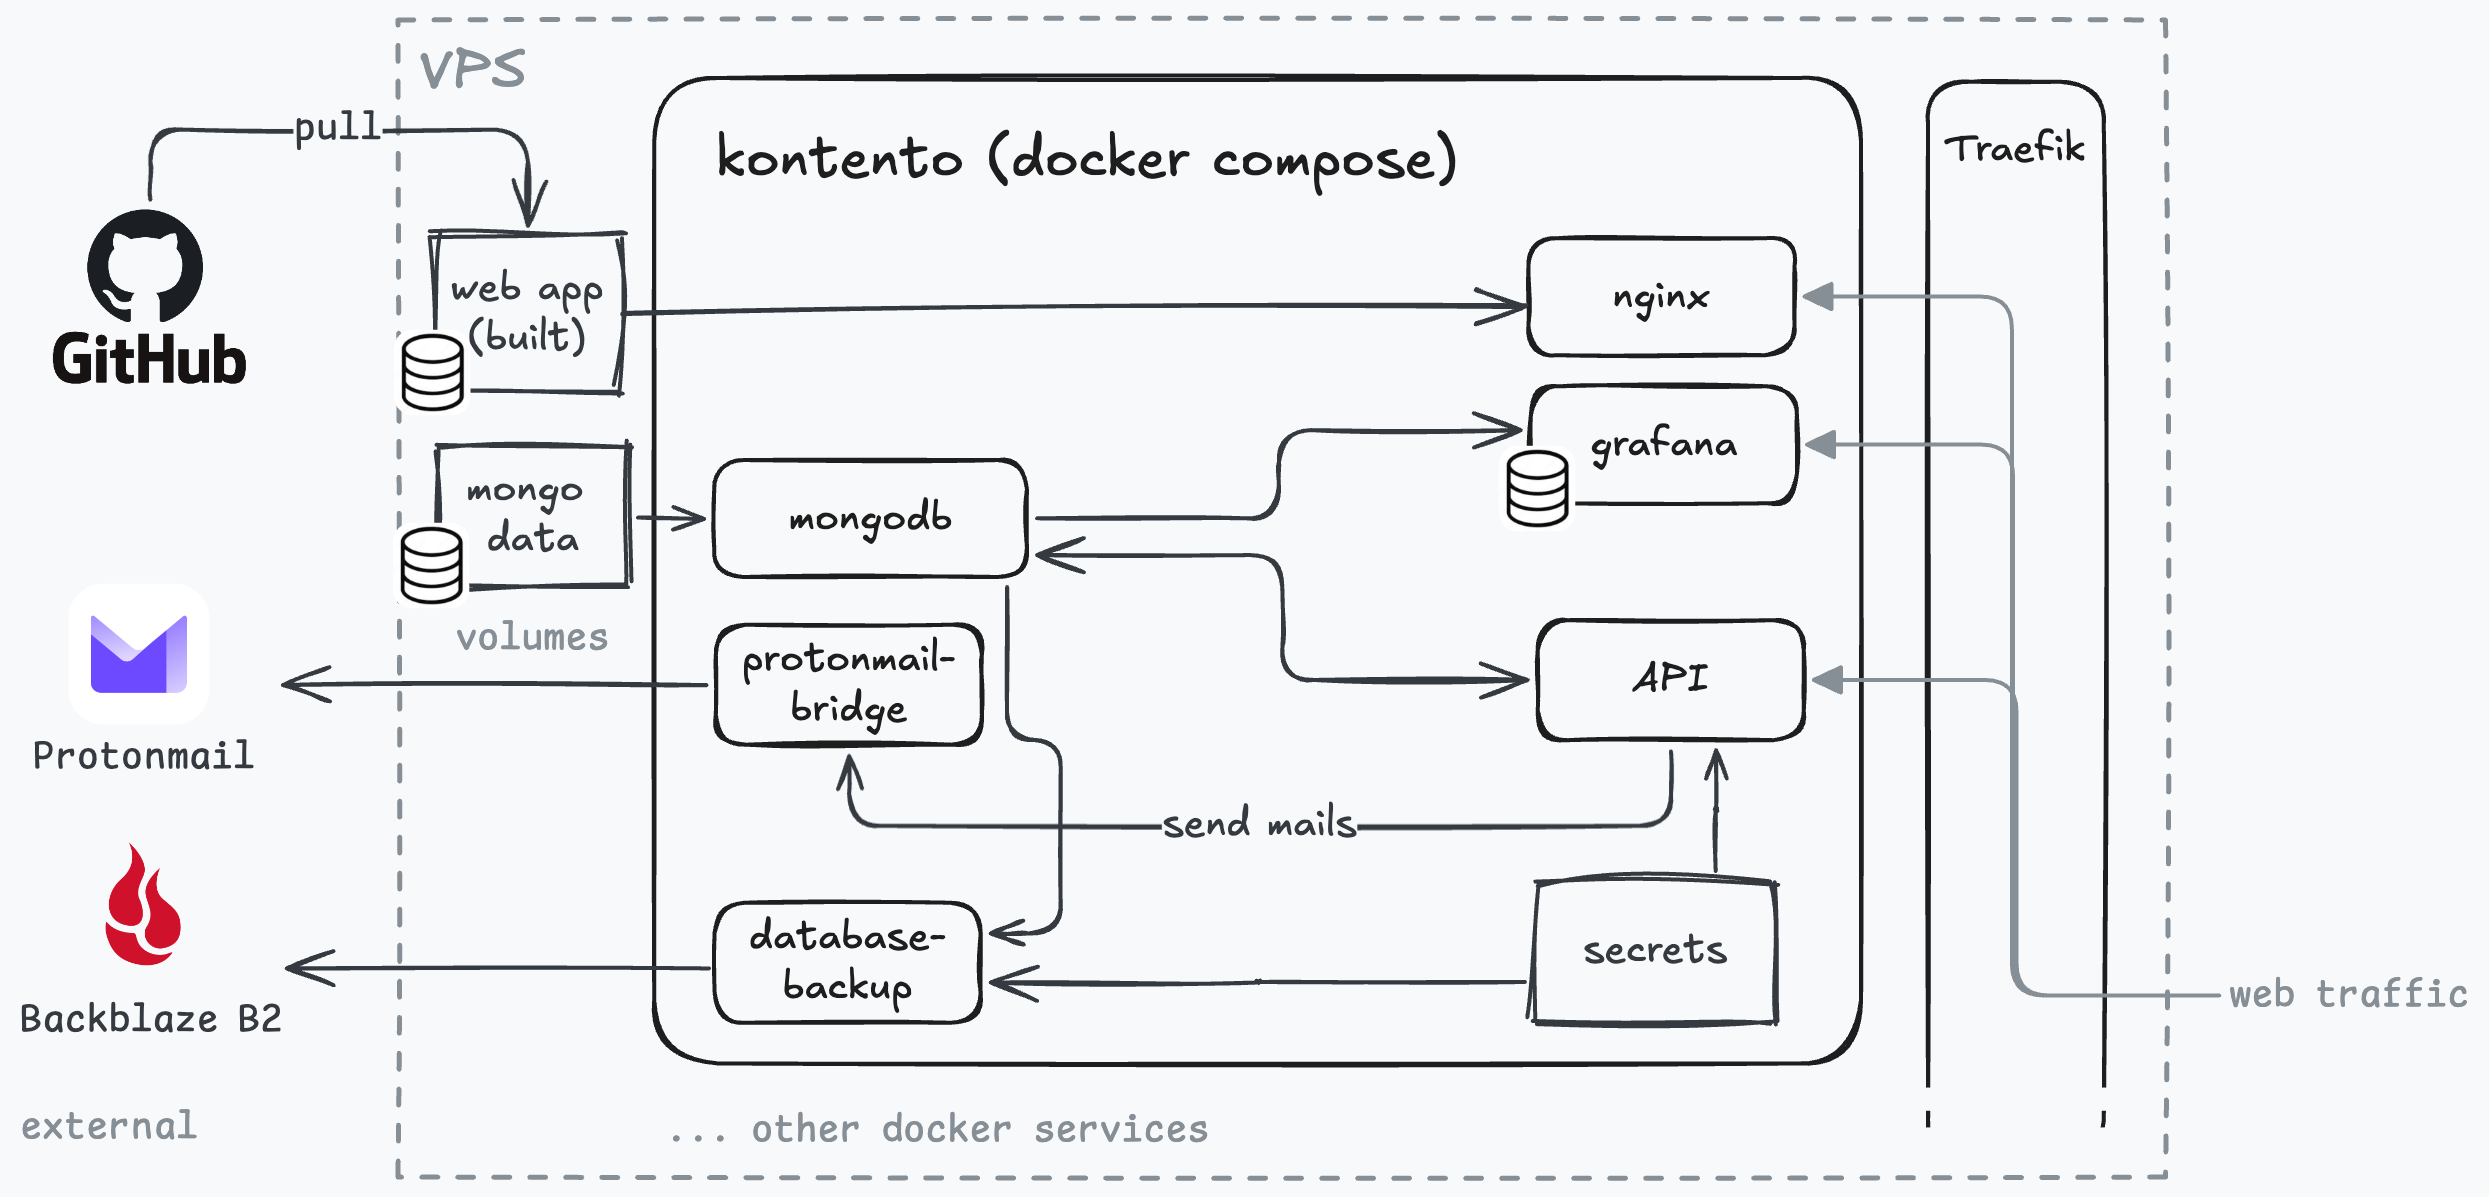 VPS
pull
kontento (docker compose)
Traefik
GitHub
web app
(built)
nginx
grafana
mongo
data
mongodb
volumes
protonmail-
bridge
API
Protonmail
send mails
database-
backup
secrets
Backblaze B2
web traffic
external
... other docker services